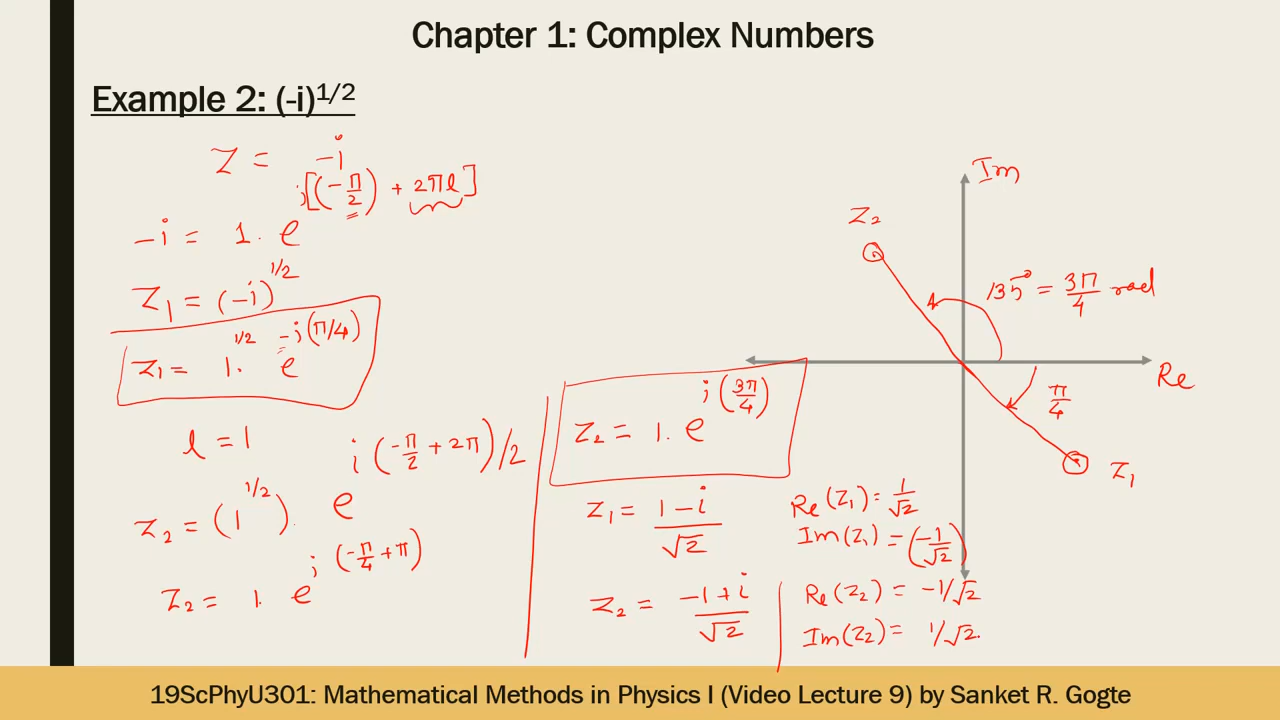 Chapter 1: Complex Numbers
Example 2: (-i)^1/2
z = -i
-i = 1. e^i[(-π/2) + 2πl]
z₁ = (-i)^1/2
z₁ = 1^1/2. e^-i(π/4)
l = 1
z₂ = (1^1/2). e^i(-π/2 + 2π)/2
z₂ = 1. e^i(-π/4 + π)
z₂ = 1. e^i(3π/4)
z₁ = 1-i/√2
Re(z₁) = 1/√2
Im(z₁) = (-1/√2)
z₂ = -1+i/√2
Re(z₂) = -1/√2
Im(z₂) = 1/√2.
Im
z₂
135° = 3π/4 rad
Re
π/4
z₁
19ScPhyU301: Mathematical Methods in Physics I (Video Lecture 9) by Sanket R. Gogte